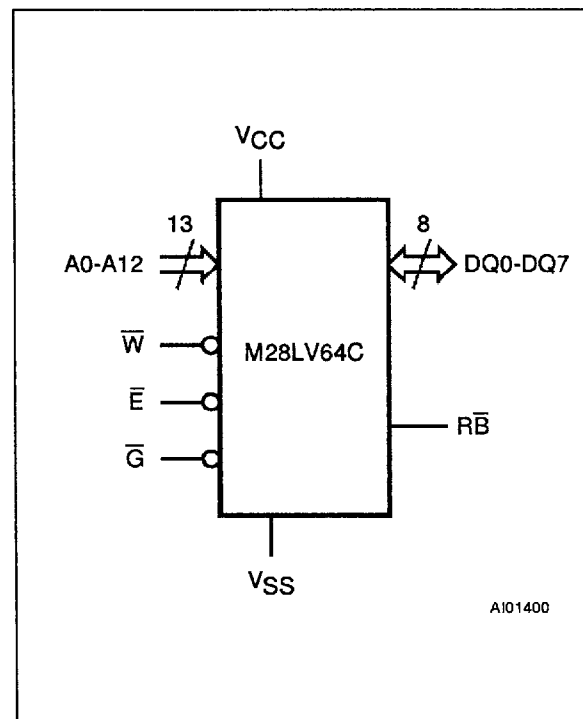 VCC
13
8
A0-A12
DQ0-DQ7
W̅
M28LV64C
E̅
RB̅
G̅
VSS
AI01400